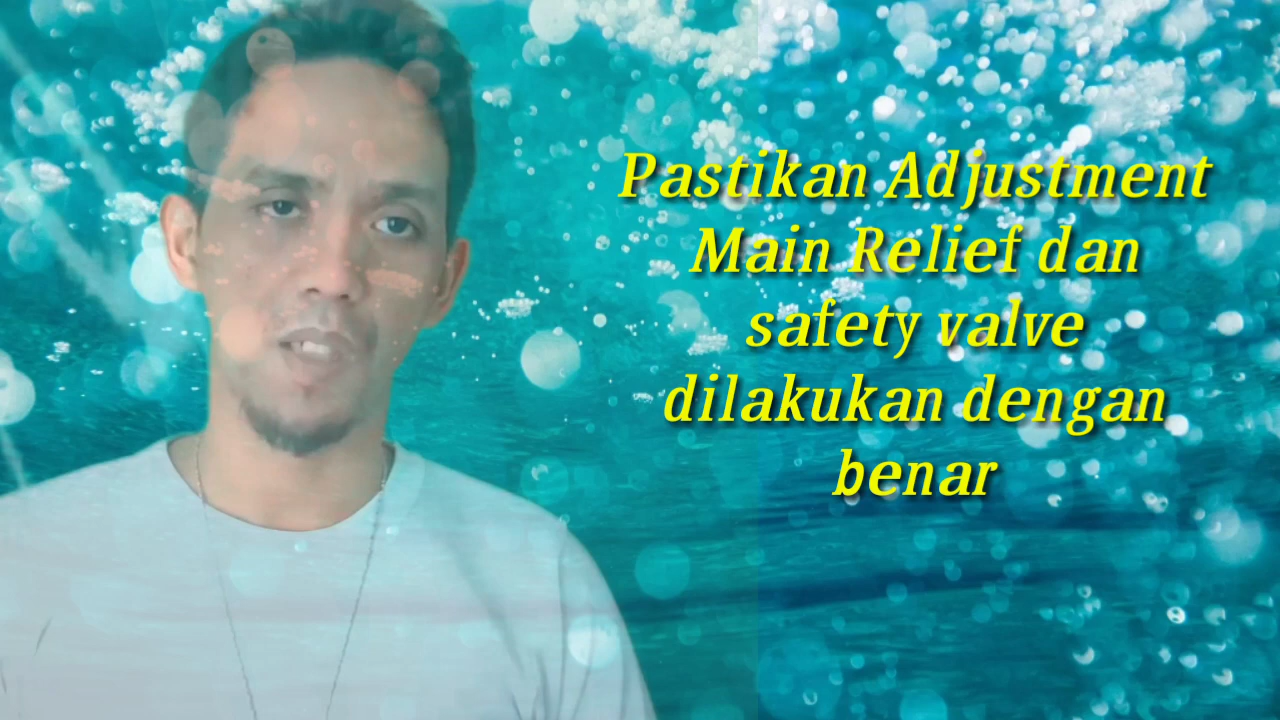 Pastikan Adjustment
Main Relief dan
safety valve
dilakukan dengan
benar